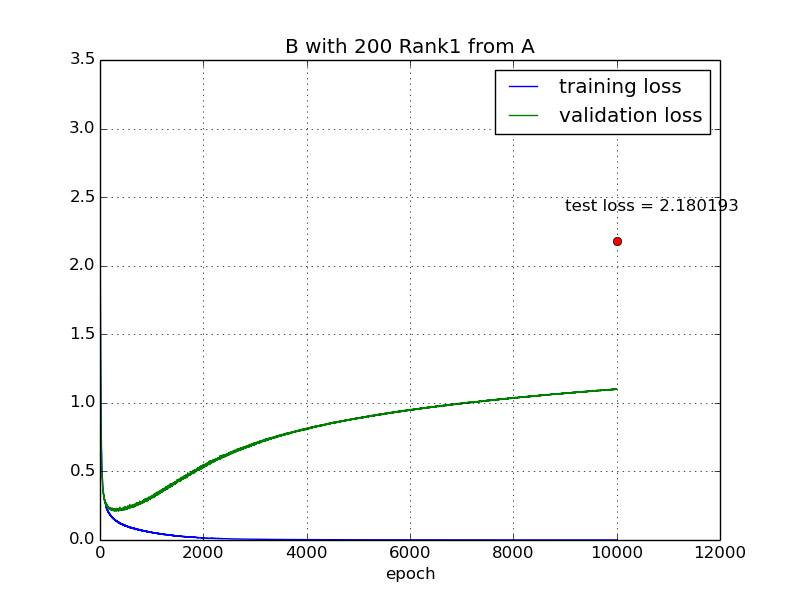 B with 200 Rank1 from A
3.5
3.0
2.5
2.0
1.5
1.0
0.5
0.0
training loss
validation loss
test loss = 2.180193
0 2000 4000 6000 8000 10000 12000
epoch